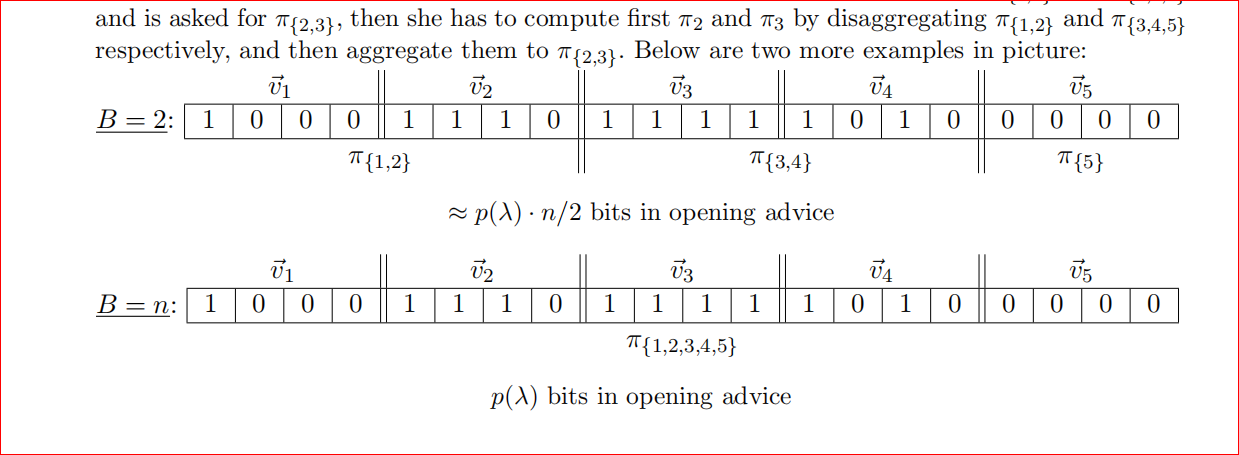 and is asked for π{2,3}, then she has to compute first π2 and π3 by disaggregating π{1,2} and π{3,4,5}
respectively, and then aggregate them to π{2,3}. Below are two more examples in picture:
v⃗1 v⃗2 v⃗3 v⃗4 v⃗5
B = 2: 1 0 0 0 1 1 1 0 1 1 1 1 1 0 1 0 0 0 0 0
π{1,2} π{3,4} π{5}
≈ p(λ) · n/2 bits in opening advice
v⃗1 v⃗2 v⃗3 v⃗4 v⃗5
B = n: 1 0 0 0 1 1 1 0 1 1 1 1 1 0 1 0 0 0 0 0
π{1,2,3,4,5}
p(λ) bits in opening advice